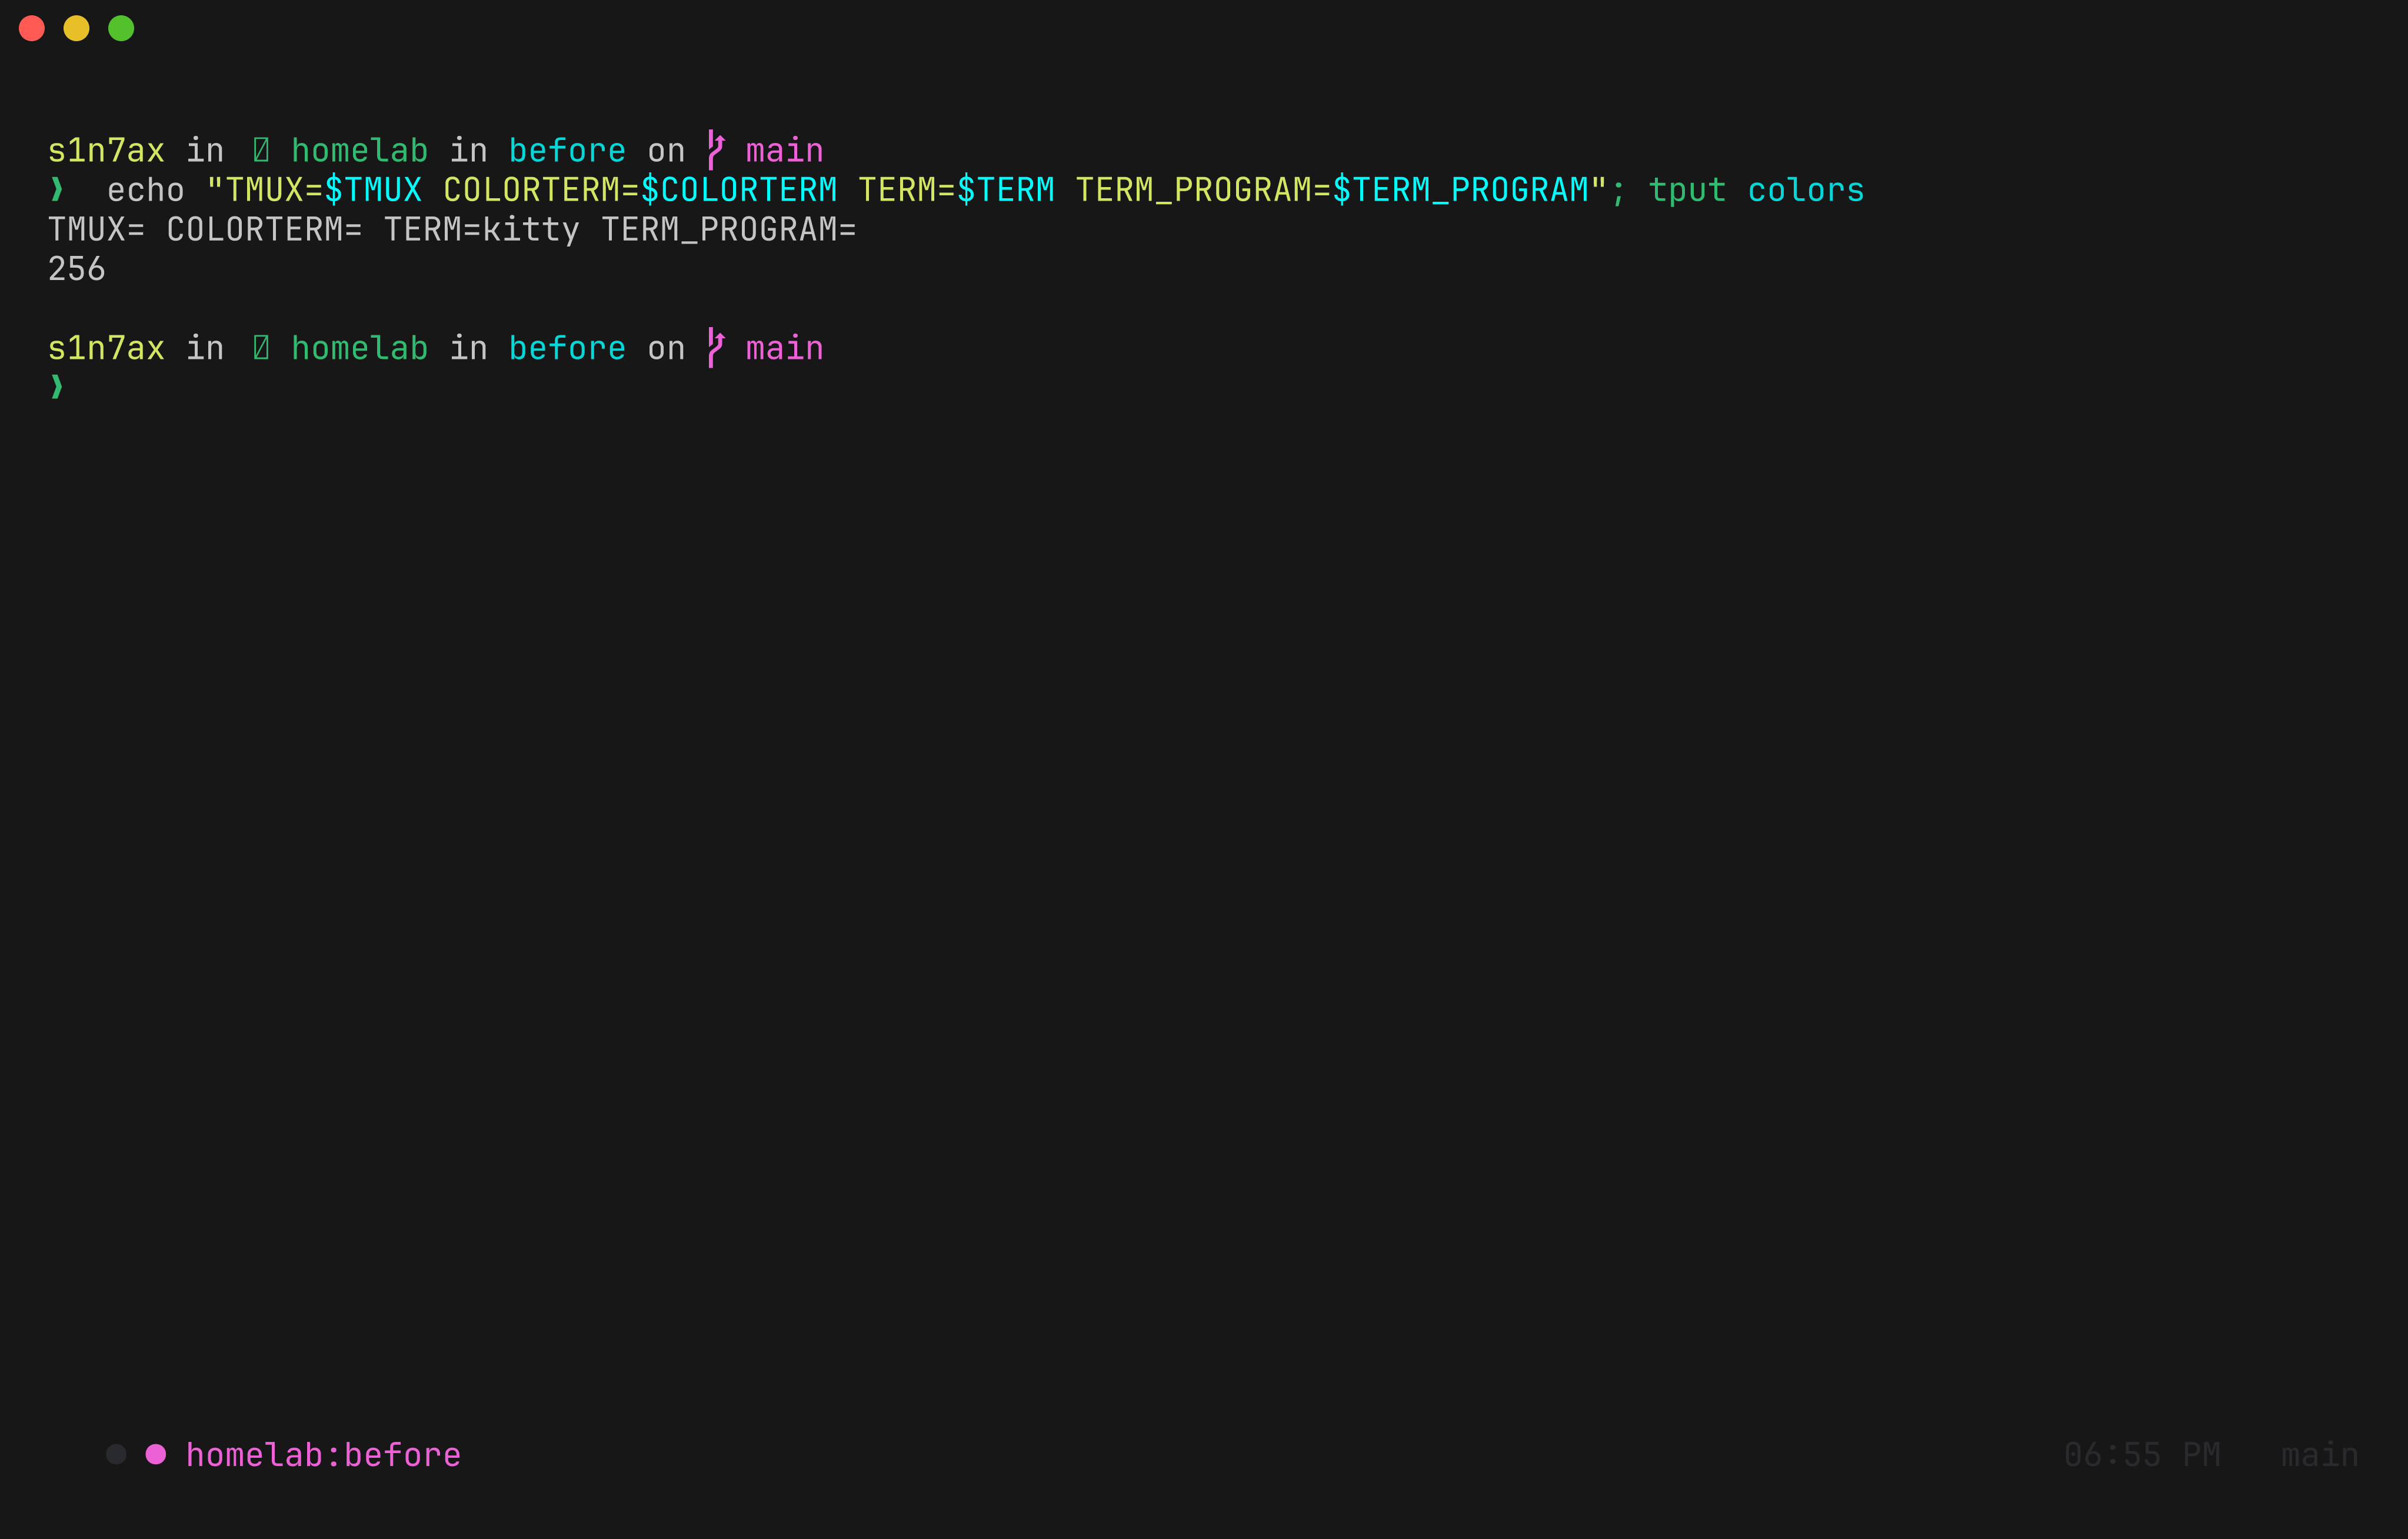 s1n7ax in homelab in before on main
❯ echo "TMUX=$TMUX COLORTERM=$COLORTERM TERM=$TERM TERM_PROGRAM=$TERM_PROGRAM"; tput colors
TMUX= COLORTERM= TERM=kitty TERM_PROGRAM=
256
s1n7ax in homelab in before on main
❯
homelab:before 06:55 PM main